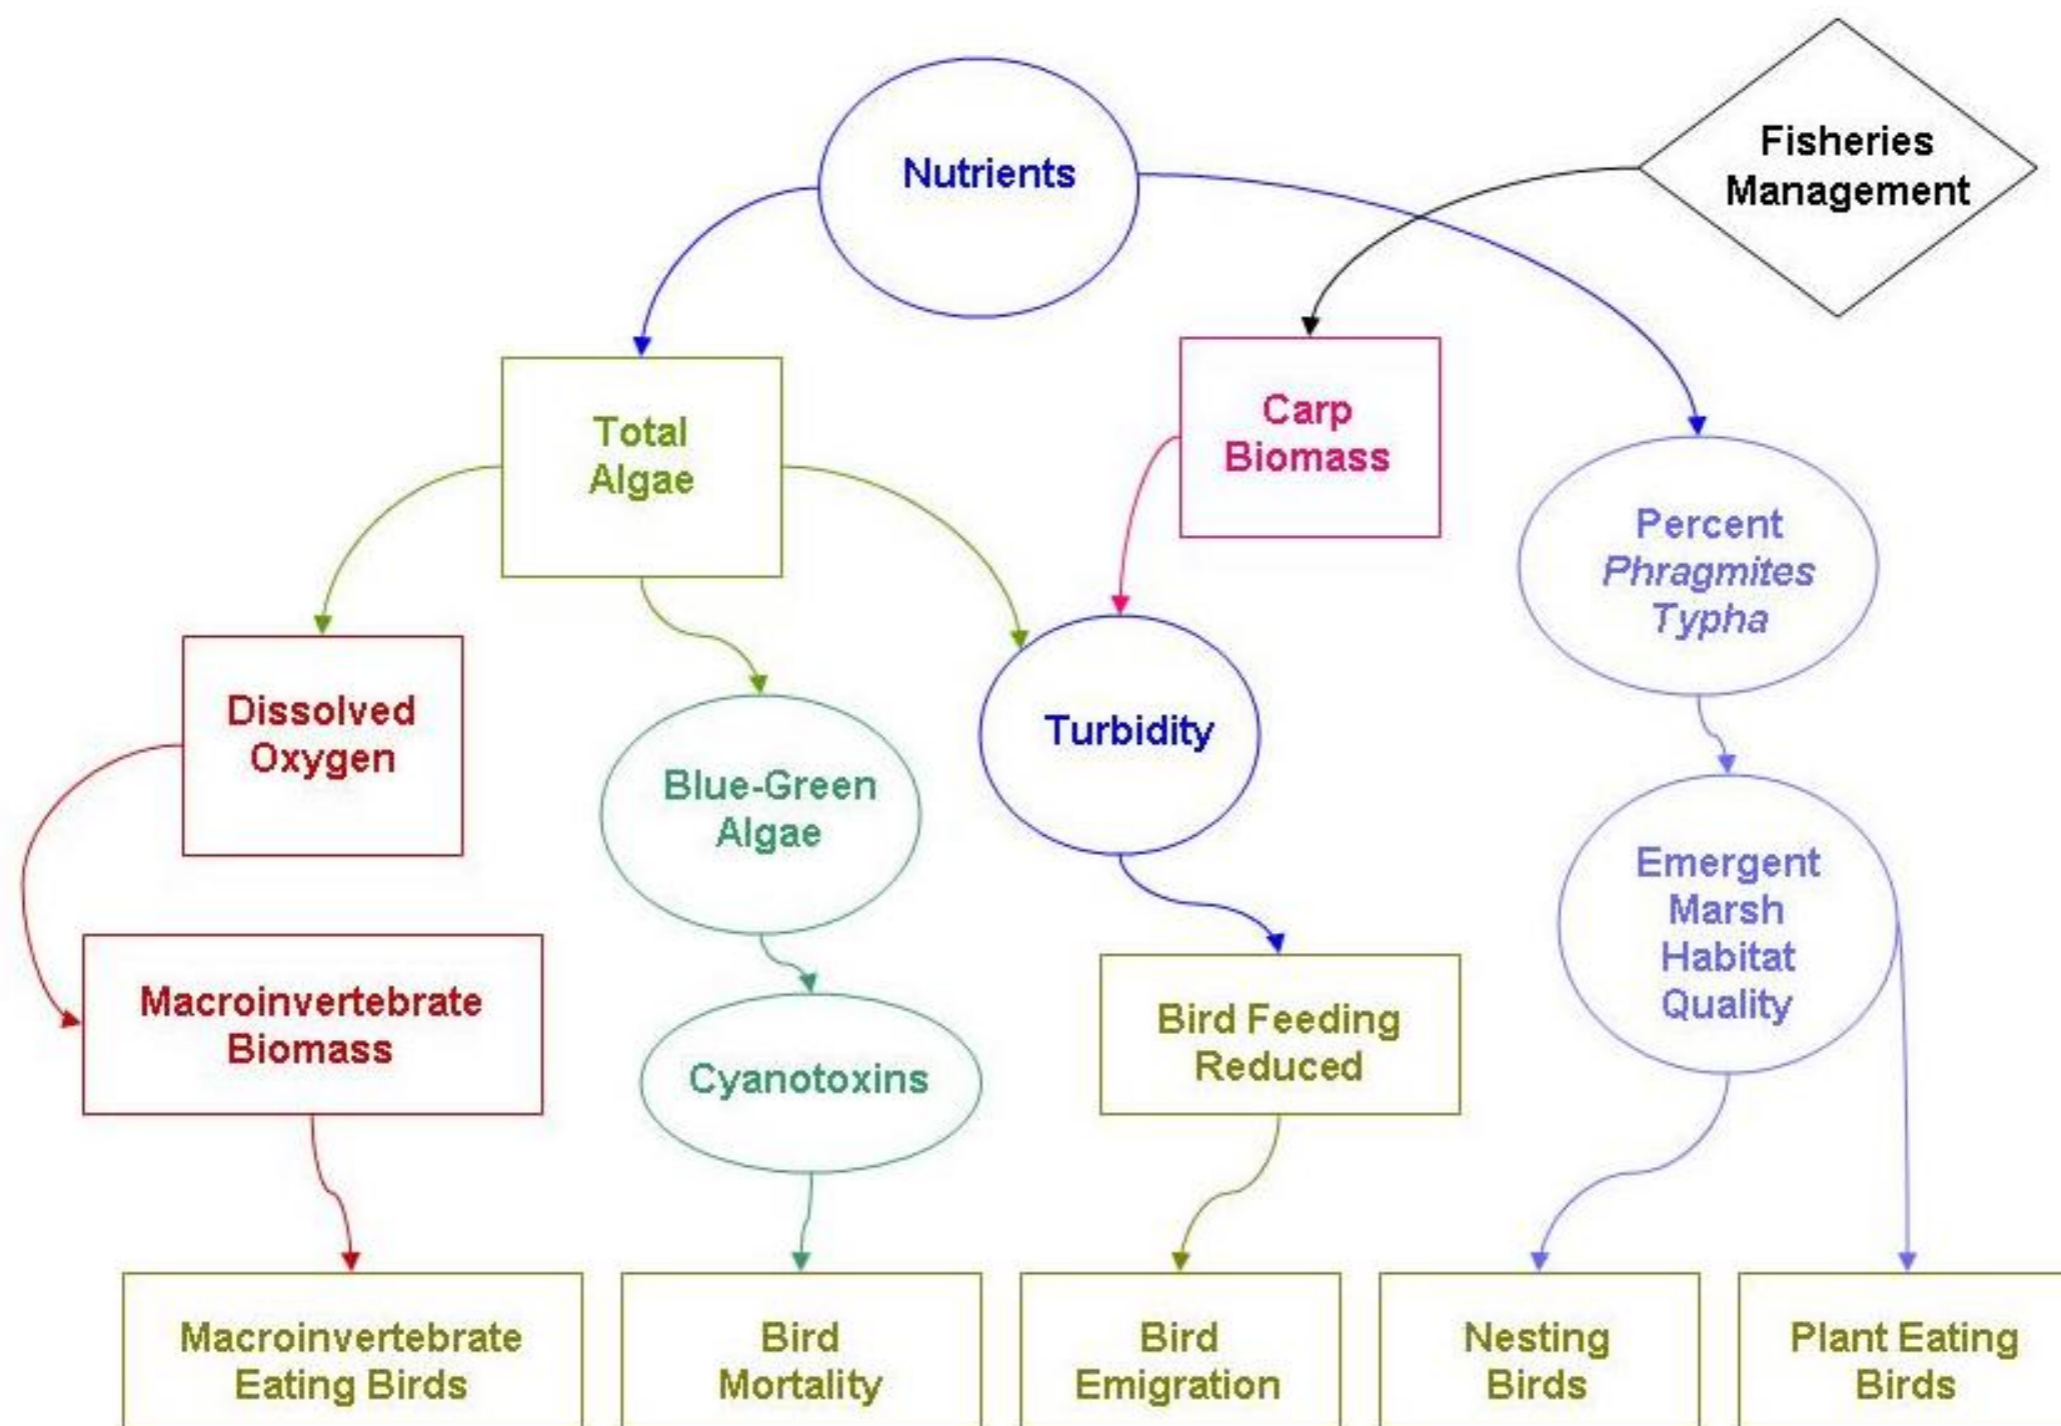 Nutrients
Fisheries
Management
Total
Algae
Carp
Biomass
Percent
Phragmites
Typha
Dissolved
Oxygen
Blue-Green
Algae
Turbidity
Emergent
Marsh
Habitat
Quality
Macroinvertebrate
Biomass
Cyanotoxins
Bird Feeding
Reduced
Macroinvertebrate
Eating Birds
Bird
Mortality
Bird
Emigration
Nesting
Birds
Plant Eating
Birds